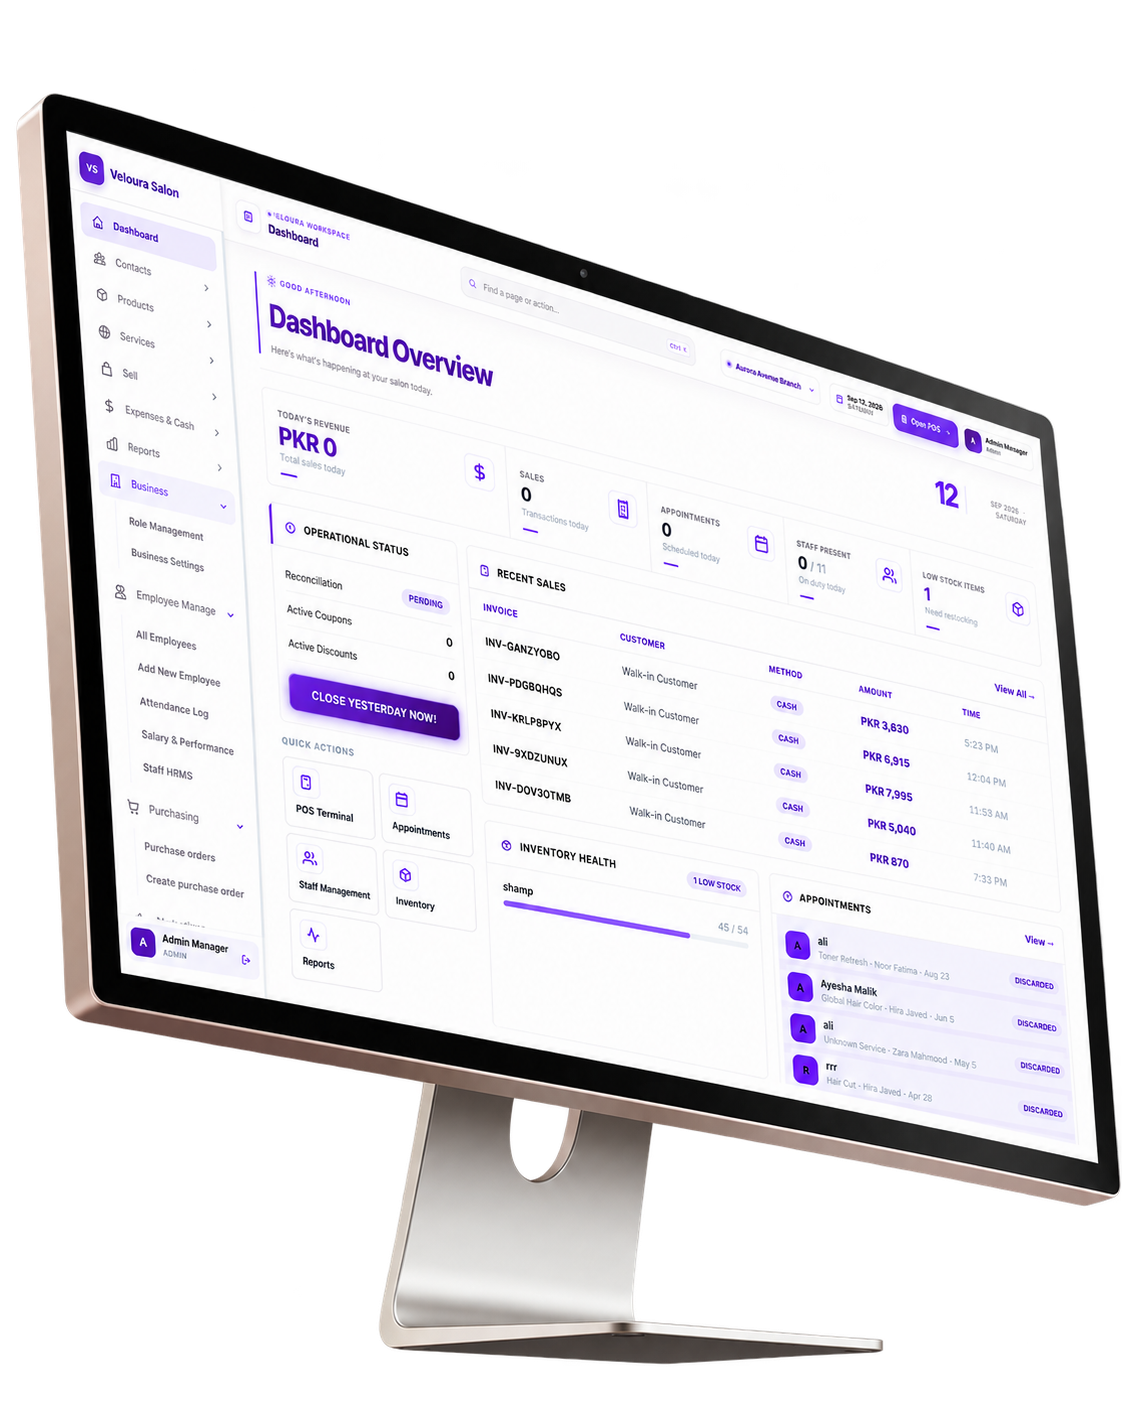 VS Veloura Salon
Dashboard
Contacts
Products
Services
Sell
Expenses & Cash
Reports
Business
Role Management
Business Settings
Employee Manage
All Employees
Add New Employee
Attendance Log
Salary & Performance
Staff HRMS
Purchasing
Purchase orders
Create purchase order
A Admin Manager
ADMIN
VELOURA WORKSPACE
Dashboard
Find a page or action...
Ctrl K
Aurora Avenue Branch
Sep 12, 2026
SATURDAY
Open POS
A Admin Manager
Admin
GOOD AFTERNOON
Dashboard Overview
Here's what's happening at your salon today.
12
SEP 2026
SATURDAY
TODAY'S REVENUE
PKR 0
Total sales today
SALES
0
Transactions today
APPOINTMENTS
0
Scheduled today
STAFF PRESENT
0 / 11
On duty today
LOW STOCK ITEMS
1
Need restocking
OPERATIONAL STATUS
Reconciliation PENDING
Active Coupons 0
Active Discounts 0
CLOSE YESTERDAY NOW!
QUICK ACTIONS
POS Terminal
Appointments
Staff Management
Inventory
Reports
RECENT SALES
View All →
INVOICE CUSTOMER METHOD AMOUNT TIME
INV-GANZYOBO Walk-in Customer CASH PKR 3,630 5:23 PM
INV-PDGBQHQS Walk-in Customer CASH PKR 6,915 12:04 PM
INV-KRLP8PYX Walk-in Customer CASH PKR 7,995 11:53 AM
INV-9XDZUNUX Walk-in Customer CASH PKR 5,040 11:40 AM
INV-DOV3OTMB Walk-in Customer CASH PKR 870 7:33 PM
INVENTORY HEALTH
1 LOW STOCK
shamp
45 / 54
APPOINTMENTS
View →
A ali
Toner Refresh - Noor Fatima - Aug 23
DISCARDED
A Ayesha Malik
Global Hair Color - Hira Javed - Jun 5
DISCARDED
A ali
Unknown Service - Zara Mahmood - May 5
DISCARDED
R rrr
Hair Cut - Hira Javed - Apr 28
DISCARDED